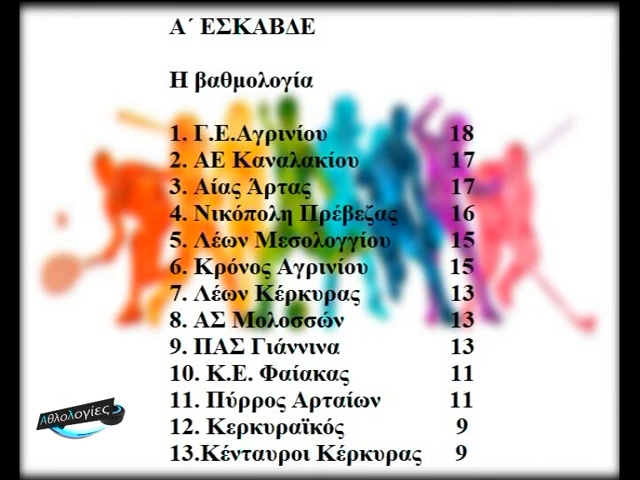 Α΄ ΕΣΚΑΒΔΕ
Η βαθμολογία
1. Γ.Ε.Αγρινίου 18
2. ΑΕ Καναλακίου 17
3. Αίας Άρτας 17
4. Νικόπολη Πρέβεζας 16
5. Λέων Μεσολογγίου 15
6. Κρόνος Αγρινίου 15
7. Λέων Κέρκυρας 13
8. ΑΣ Μολοσσών 13
9. ΠΑΣ Γιάννινα 13
10. Κ.Ε. Φαίακας 11
11. Πύρρος Αρταίων 11
12. Κερκυραϊκός 9
13.Κένταυροι Κέρκυρας 9
Αθλολογίες